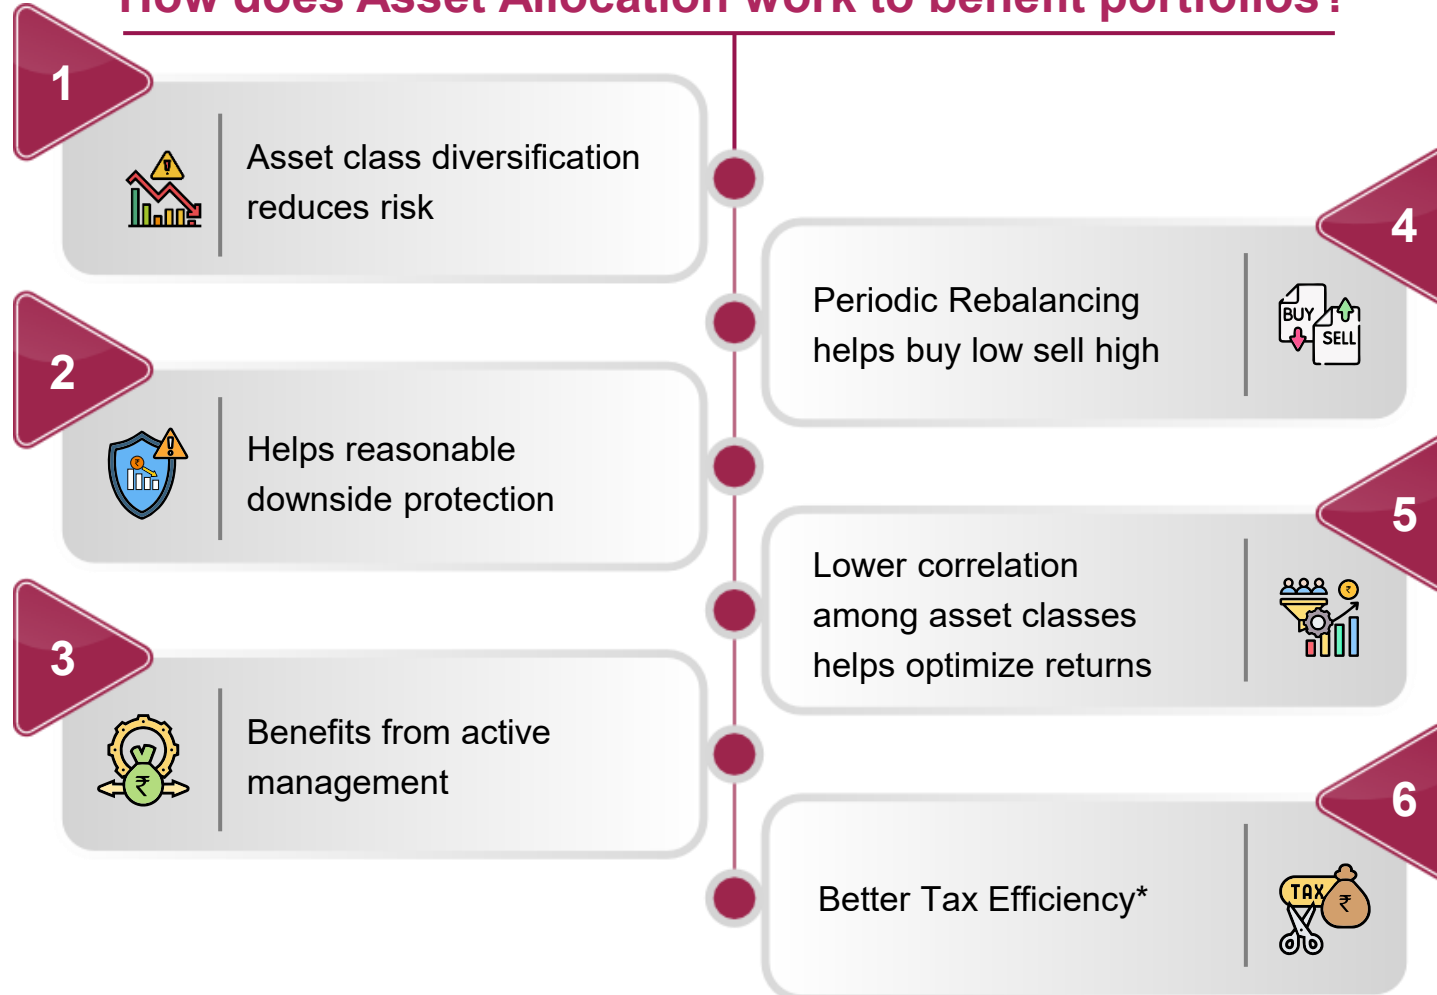 How does Asset Allocation work to benefit portfolios?
1
Asset class diversification
reduces risk
2
Helps reasonable
downside protection
3
Benefits from active
management
4
Periodic Rebalancing
helps buy low sell high
BUY
SELL
5
Lower correlation
among asset classes
helps optimize returns
6
Better Tax Efficiency*
TAX
₹